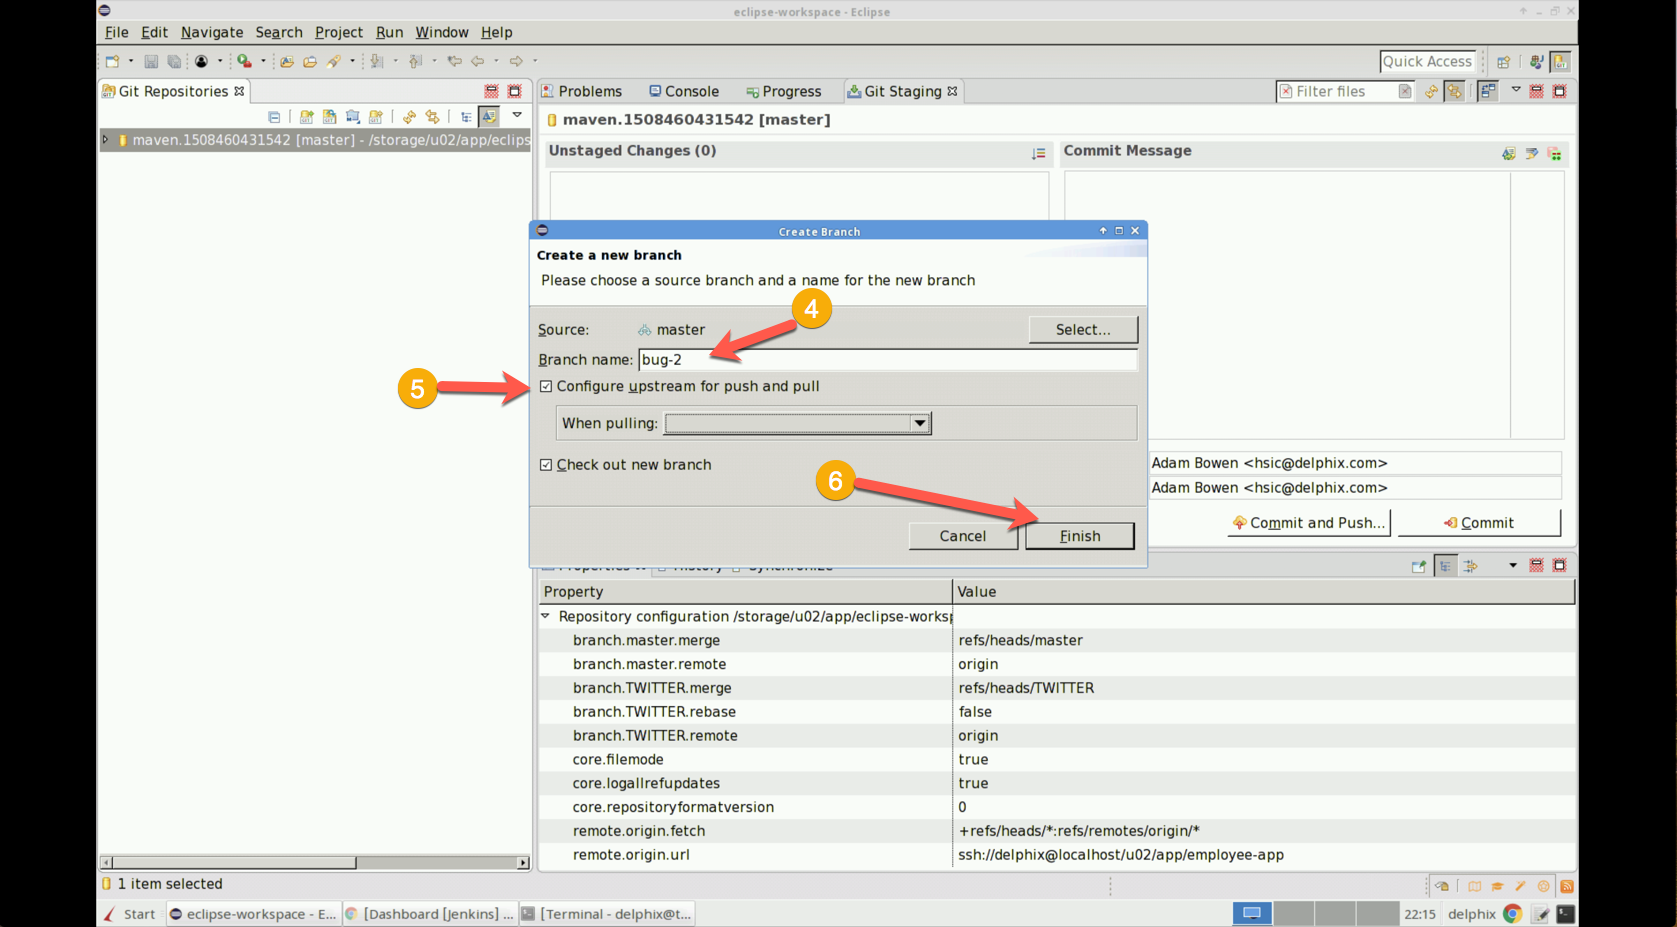 eclipse-workspace - Eclipse
File Edit Navigate Search Project Run Window Help
Quick Access
Git Repositories
maven.1508460431542 [master] - /storage/u02/app/eclips
Problems Console Progress Git Staging
Filter files
maven.1508460431542 [master]
Unstaged Changes (0)
Commit Message
Create Branch
Create a new branch
Please choose a source branch and a name for the new branch
4
Source: master Select...
Branch name: bug-2
5
Configure upstream for push and pull
When pulling:
Check out new branch
6
Cancel Finish
Adam Bowen <hsic@delphix.com>
Adam Bowen <hsic@delphix.com>
Commit and Push... Commit
Properties History Synchronize
Property Value
Repository configuration /storage/u02/app/eclipse-worksp
branch.master.merge refs/heads/master
branch.master.remote origin
branch.TWITTER.merge refs/heads/TWITTER
branch.TWITTER.rebase false
branch.TWITTER.remote origin
core.filemode true
core.logallrefupdates true
core.repositoryformatversion 0
remote.origin.fetch +refs/heads/*:refs/remotes/origin/*
remote.origin.url ssh://delphix@localhost/u02/app/employee-app
1 item selected
Start eclipse-workspace - E... [Dashboard [Jenkins] ... [Terminal - delphix@t... 22:15 delphix